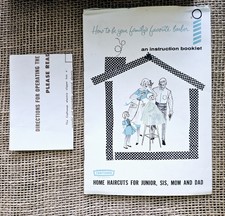 How to be your family's favorite barber
an instruction booklet
HOME HAIRCUTS FOR JUNIOR, SIS, MOM AND DAD
DIRECTIONS FOR OPERATING THE
PLEASE READ